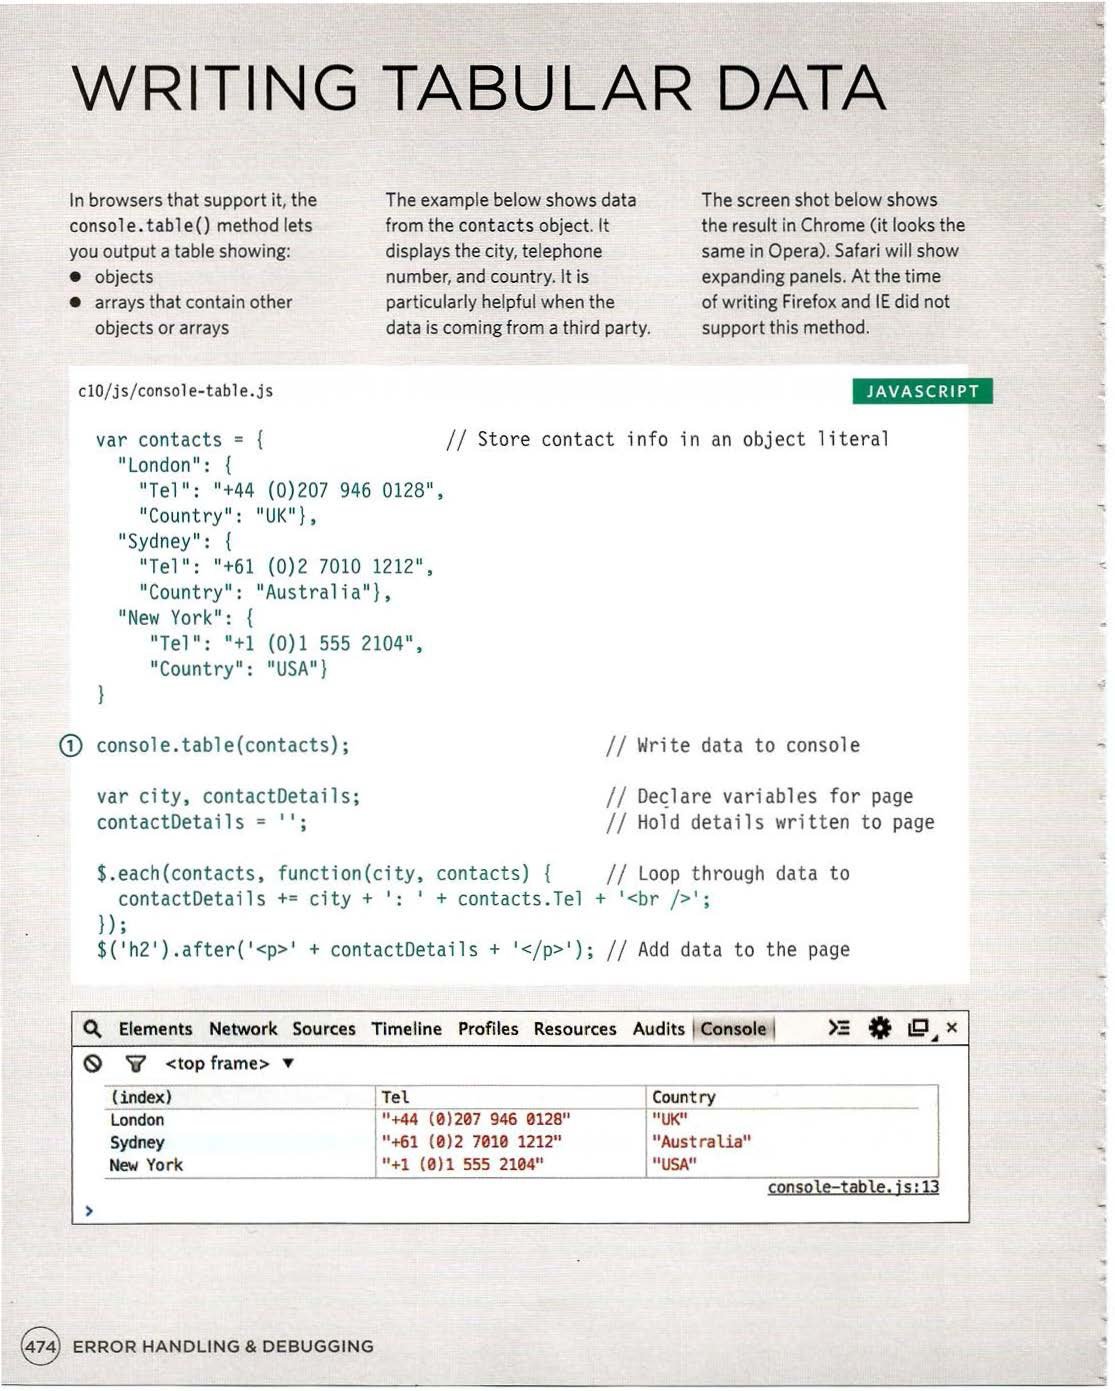 WRITING TABULAR DATA
In browsers that support it, the
console.table() method lets
you output a table showing:
● objects
● arrays that contain other
objects or arrays
The example below shows data
from the contacts object. It
displays the city, telephone
number, and country. It is
particularly helpful when the
data is coming from a third party.
The screen shot below shows
the result in Chrome (it looks the
same in Opera). Safari will show
expanding panels. At the time
of writing Firefox and IE did not
support this method.
c10/js/console-table.js JAVASCRIPT
var contacts = { // Store contact info in an object literal
"London": {
"Tel": "+44 (0)207 946 0128",
"Country": "UK"},
"Sydney": {
"Tel": "+61 (0)2 7010 1212",
"Country": "Australia"},
"New York": {
"Tel": "+1 (0)1 555 2104",
"Country": "USA"}
}
① console.table(contacts); // Write data to console
var city, contactDetails; // Declare variables for page
contactDetails = ''; // Hold details written to page
$.each(contacts, function(city, contacts) { // Loop through data to
contactDetails += city + ': ' + contacts.Tel + '<br />';
});
$('h2').after('<p>' + contactDetails + '</p>'); // Add data to the page
Elements Network Sources Timeline Profiles Resources Audits Console
<top frame> ▼
(index) Tel Country
London "+44 (0)207 946 0128" "UK"
Sydney "+61 (0)2 7010 1212" "Australia"
New York "+1 (0)1 555 2104" "USA"
console-table.js:13
>
474 ERROR HANDLING & DEBUGGING